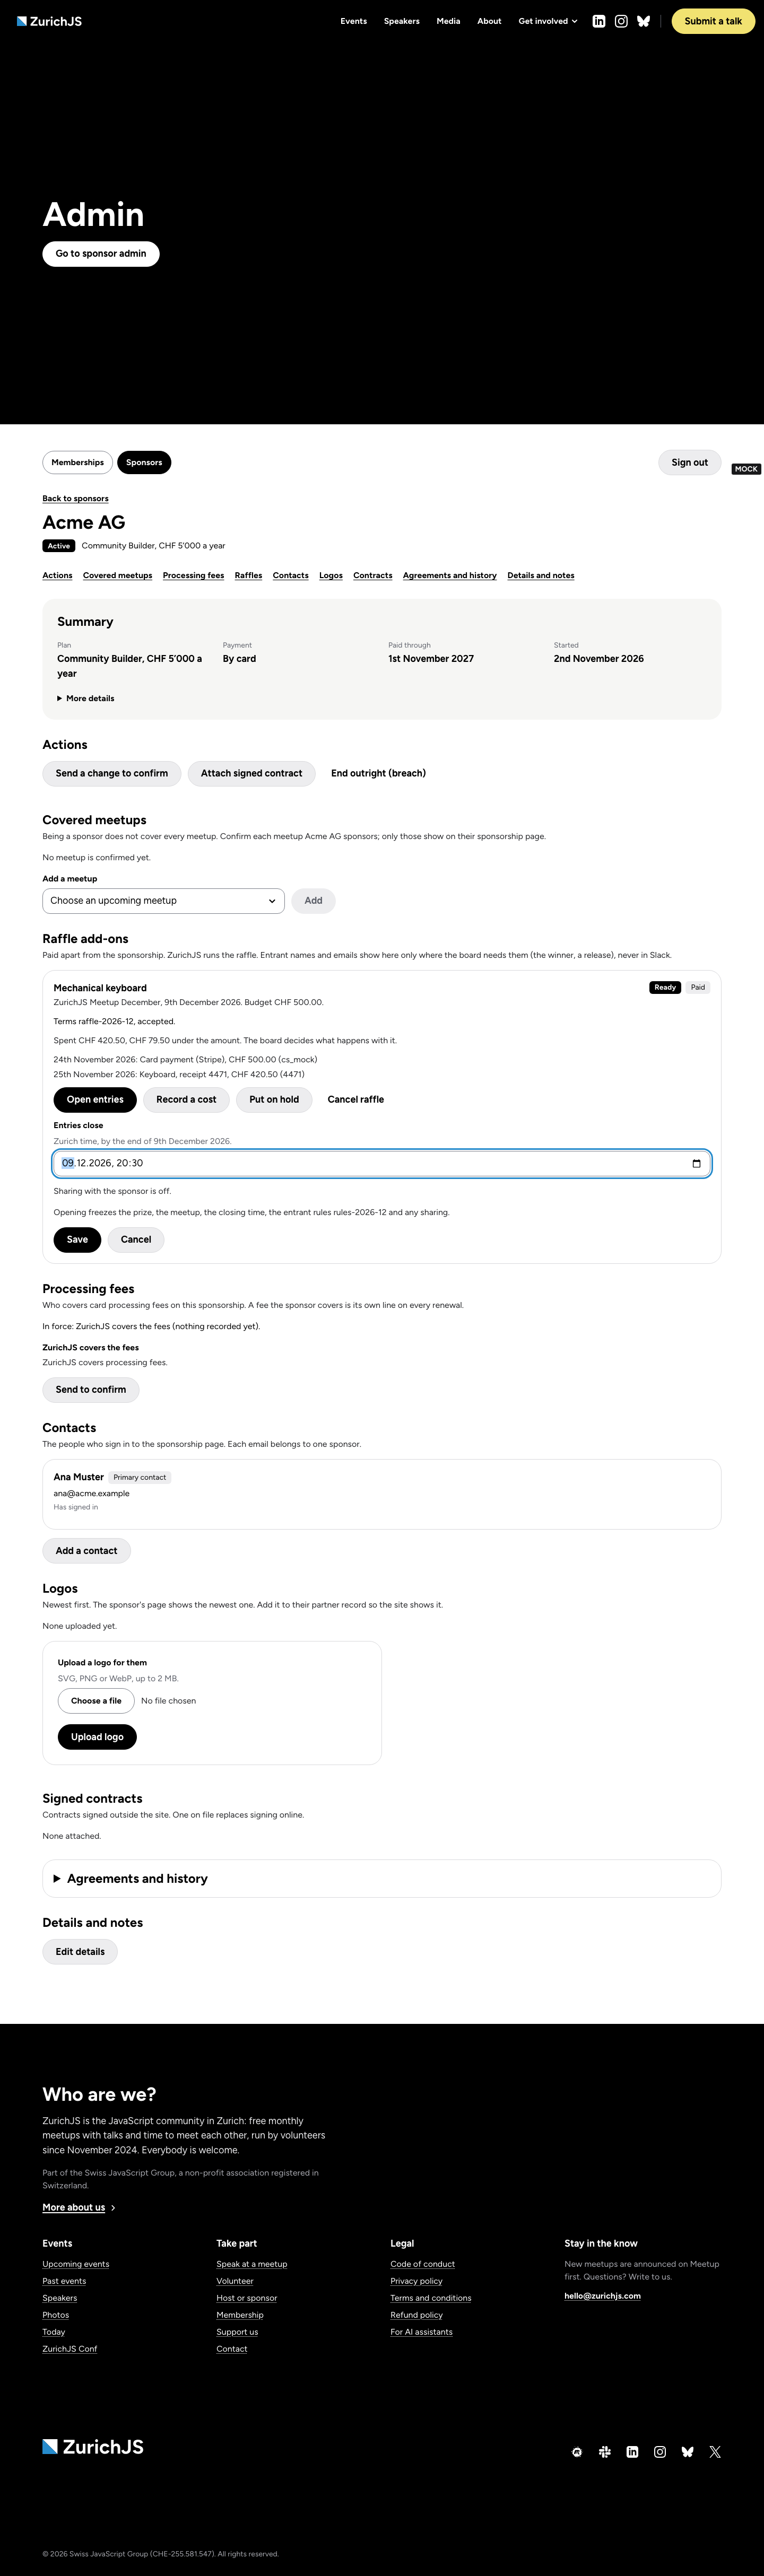 ZurichJS
Events
Speakers
Media
About
Get involved
Submit a talk
Admin
Go to sponsor admin
Memberships
Sponsors
Sign out
MOCK
Back to sponsors
Acme AG
Active
Community Builder, CHF 5'000 a year
Actions
Covered meetups
Processing fees
Raffles
Contacts
Logos
Contracts
Agreements and history
Details and notes
Summary
Plan
Community Builder, CHF 5'000 a
year
Payment
By card
Paid through
1st November 2027
Started
2nd November 2026
More details
Actions
Send a change to confirm
Attach signed contract
End outright (breach)
Covered meetups
Being a sponsor does not cover every meetup. Confirm each meetup Acme AG sponsors; only those show on their sponsorship page.
No meetup is confirmed yet.
Add a meetup
Choose an upcoming meetup
Add
Raffle add-ons
Paid apart from the sponsorship. ZurichJS runs the raffle. Entrant names and emails show here only where the board needs them (the winner, a release), never in Slack.
Mechanical keyboard
Ready
Paid
ZurichJS Meetup December, 9th December 2026. Budget CHF 500.00.
Terms raffle-2026-12, accepted.
Spent CHF 420.50, CHF 79.50 under the amount. The board decides what happens with it.
24th November 2026: Card payment (Stripe), CHF 500.00 (cs_mock)
25th November 2026: Keyboard, receipt 4471, CHF 420.50 (4471)
Open entries
Record a cost
Put on hold
Cancel raffle
Entries close
Zurich time, by the end of 9th December 2026.
09.12.2026, 20:30
Sharing with the sponsor is off.
Opening freezes the prize, the meetup, the closing time, the entrant rules rules-2026-12 and any sharing.
Save
Cancel
Processing fees
Who covers card processing fees on this sponsorship. A fee the sponsor covers is its own line on every renewal.
In force: ZurichJS covers the fees (nothing recorded yet).
ZurichJS covers the fees
ZurichJS covers processing fees.
Send to confirm
Contacts
The people who sign in to the sponsorship page. Each email belongs to one sponsor.
Ana Muster
Primary contact
ana@acme.example
Has signed in
Add a contact
Logos
Newest first. The sponsor's page shows the newest one. Add it to their partner record so the site shows it.
None uploaded yet.
Upload a logo for them
SVG, PNG or WebP, up to 2 MB.
Choose a file
No file chosen
Upload logo
Signed contracts
Contracts signed outside the site. One on file replaces signing online.
None attached.
Agreements and history
Details and notes
Edit details
Who are we?
ZurichJS is the JavaScript community in Zurich: free monthly
meetups with talks and time to meet each other, run by volunteers
since November 2024. Everybody is welcome.
Part of the Swiss JavaScript Group, a non-profit association registered in
Switzerland.
More about us
Events
Upcoming events
Past events
Speakers
Photos
Today
ZurichJS Conf
Take part
Speak at a meetup
Volunteer
Host or sponsor
Membership
Support us
Contact
Legal
Code of conduct
Privacy policy
Terms and conditions
Refund policy
For AI assistants
Stay in the know
New meetups are announced on Meetup
first. Questions? Write to us.
hello@zurichjs.com
ZurichJS
© 2026 Swiss JavaScript Group (CHE-255.581.547). All rights reserved.